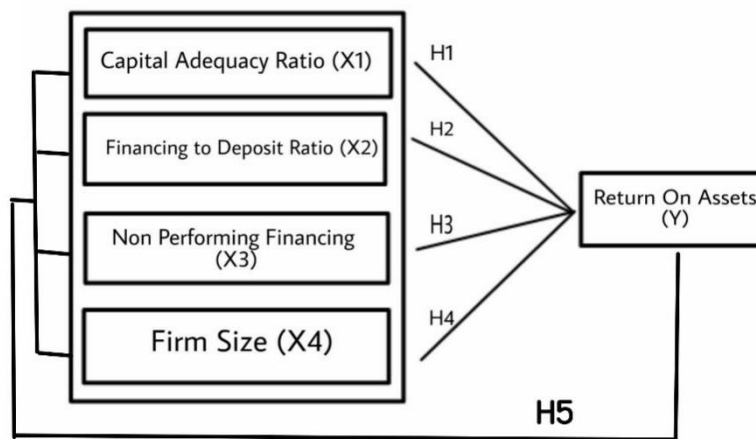 Capital Adequacy Ratio (X1)
H1
Financing to Deposit Ratio (X2)
H2
Return On Assets
(Y)
Non Performing Financing
(X3)
H3
Firm Size (X4)
H4
H5